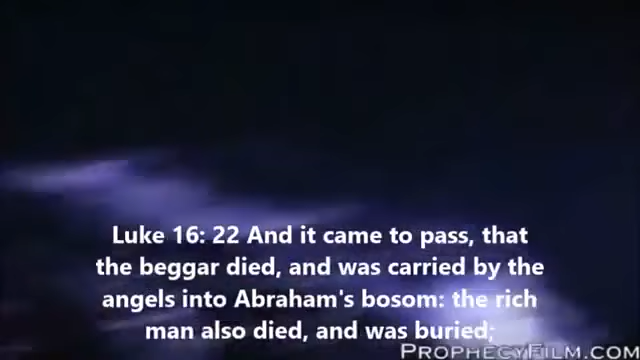 Luke 16: 22 And it came to pass, that
the beggar died, and was carried by the
angels into Abraham's bosom: the rich
man also died, and was buried;
PROPHECYFILM.COM